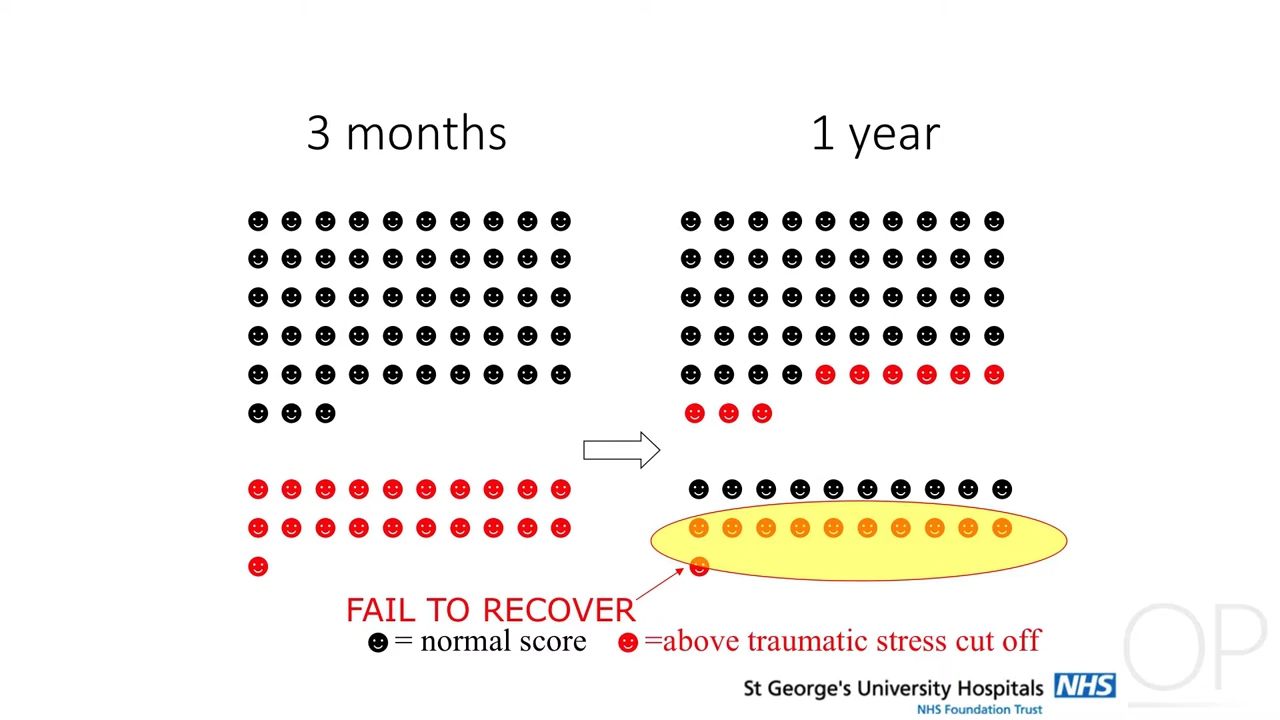 3 months
1 year
FAIL TO RECOVER
= normal score
=above traumatic stress cut off
St George's University Hospitals NHS
NHS Foundation Trust
OP